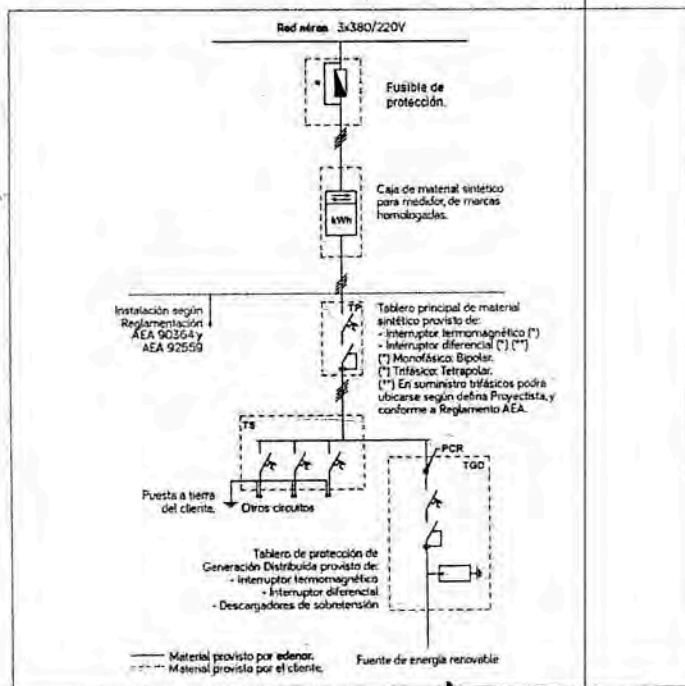 Red aérea 3x380/220V
Fusible de
protección.
Caja de material sintético
para medidor, de marcas
homologadas.
kWh
Instalación según
Reglamentación
AEA 90364 y
AEA 92559
TP
Tablero principal de material
sintético provisto de:
- Interruptor termomagnético (*)
- Interruptor diferencial (*) (**)
(*) Monofásico: Bipolar.
(*) Trifásico: Tetrapolar.
(**) En suministro trifásicos podrá
ubicarse según defina Proyectista, y
conforme a Reglamento AEA.
TS
PCR
TGD
Puesta a tierra
del cliente.
Otros circuitos
Tablero de protección de
Generación Distribuida provisto de:
- Interruptor termomagnético
- Interruptor diferencial
- Descargadores de sobretensión
Material provisto por edenor.
Material provisto por el cliente.
Fuente de energía renovable